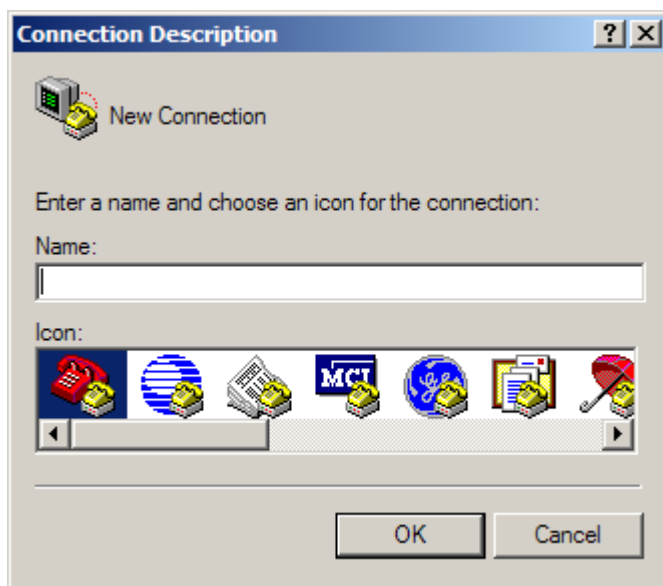 Connection Description
New Connection
Enter a name and choose an icon for the connection:
Name:
Icon:
MCI
OK
Cancel